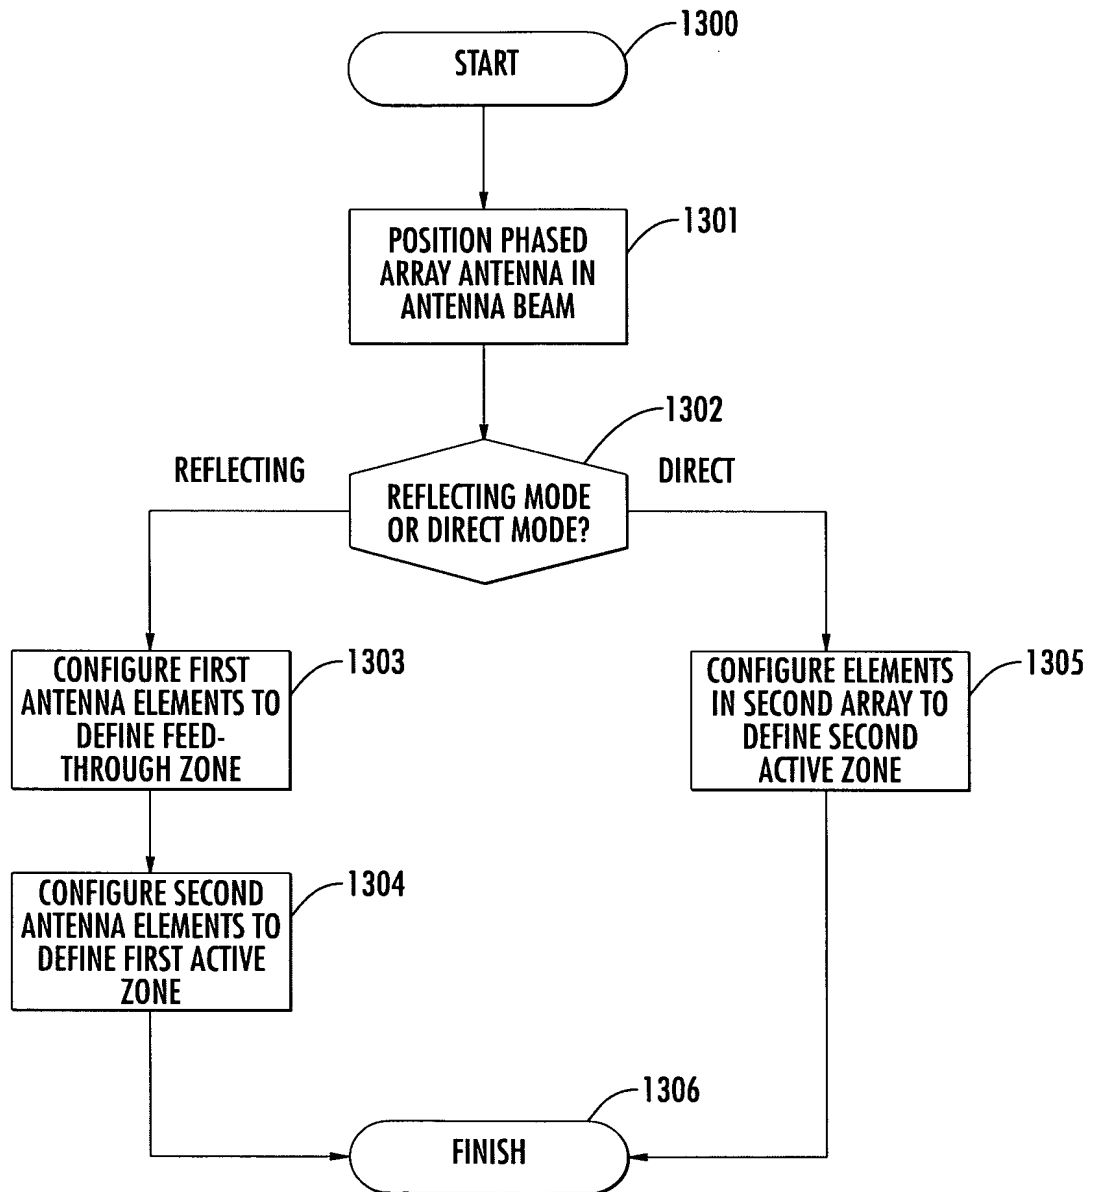 START
1300
POSITION PHASED
ARRAY ANTENNA IN
ANTENNA BEAM
1301
1302
REFLECTING
REFLECTING MODE
OR DIRECT MODE?
DIRECT
CONFIGURE FIRST
ANTENNA ELEMENTS TO
DEFINE FEED-
THROUGH ZONE
1303
CONFIGURE ELEMENTS
IN SECOND ARRAY TO
DEFINE SECOND
ACTIVE ZONE
1305
CONFIGURE SECOND
ANTENNA ELEMENTS TO
DEFINE FIRST ACTIVE
ZONE
1304
1306
FINISH